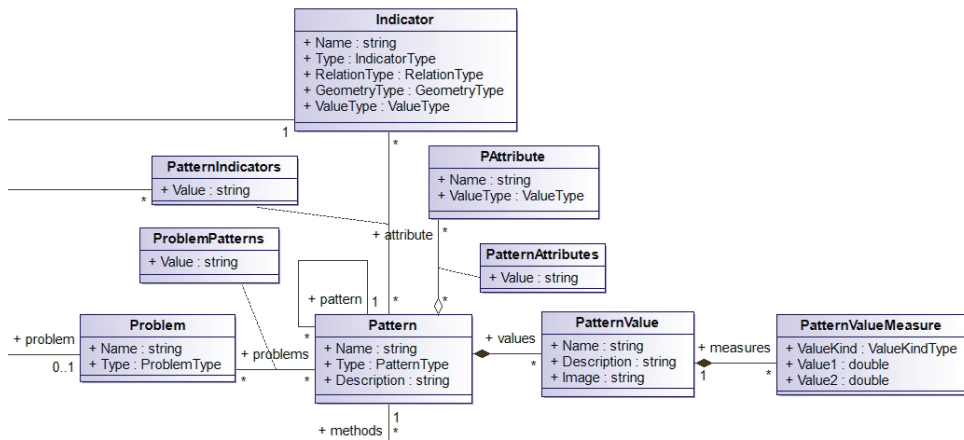 Indicator
+ Name : string
+ Type : IndicatorType
+ RelationType : RelationType
+ GeometryType : GeometryType
+ ValueType : ValueType
1
*
PatternIndicators
+ Value : string
*
PAttribute
+ Name : string
+ ValueType : ValueType
+ attribute
*
ProblemPatterns
+ Value : string
PatternAttributes
+ Value : string
+ pattern
1
*
*
*
+ problem
0..1
Problem
+ Name : string
+ Type : ProblemType
+ problems
*
*
Pattern
+ Name : string
+ Type : PatternType
+ Description : string
+ values
*
PatternValue
+ Name : string
+ Description : string
+ Image : string
+ measures
1
*
PatternValueMeasure
+ ValueKind : ValueKindType
+ Value1 : double
+ Value2 : double
1
+ methods
*